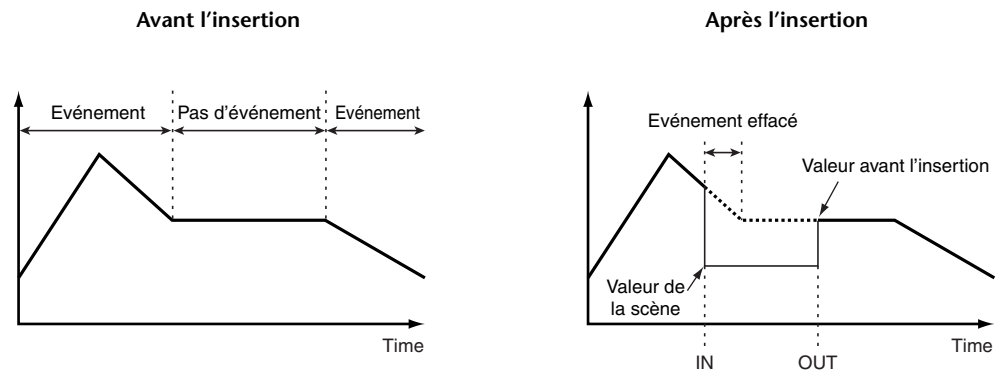 Avant l’insertion
Evénement
Pas d’événement
Evénement
Time
Après l’insertion
Evénement effacé
Valeur avant l’insertion
Valeur de
la scène
Time
IN
OUT